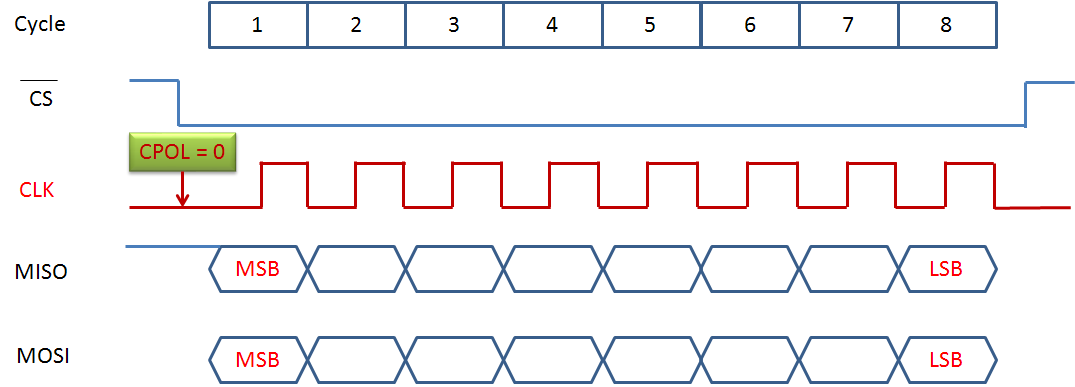 Cycle 1 2 3 4 5 6 7 8
CS
CPOL = 0
CLK
MISO MSB LSB
MOSI MSB LSB